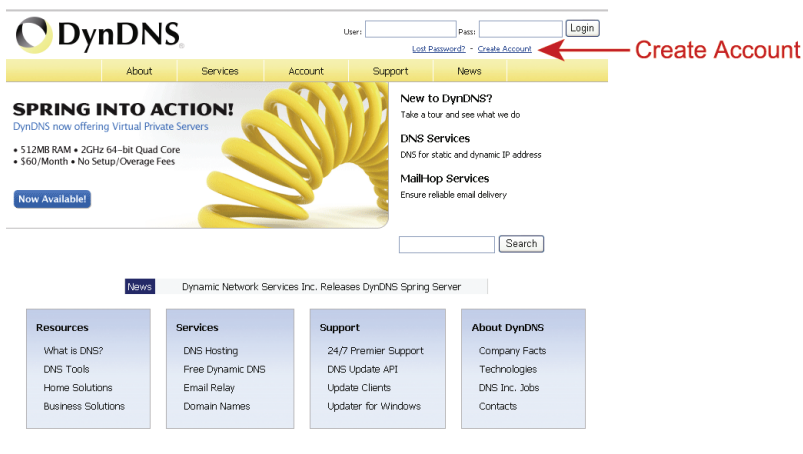 DynDNS
User: Pass: Login
Lost Password? - Create Account
Create Account
About Services Account Support News
SPRING INTO ACTION!
DynDNS now offering Virtual Private Servers
• 512MB RAM • 2GHz 64-bit Quad Core
• $60/Month • No Setup/Overage Fees
Now Available!
New to DynDNS?
Take a tour and see what we do
DNS Services
DNS for static and dynamic IP address
MailHop Services
Ensure reliable email delivery
Search
News Dynamic Network Services Inc. Releases DynDNS Spring Server
Resources
What is DNS?
DNS Tools
Home Solutions
Business Solutions
Services
DNS Hosting
Free Dynamic DNS
Email Relay
Domain Names
Support
24/7 Premier Support
DNS Update API
Update Clients
Updater for Windows
About DynDNS
Company Facts
Technologies
DNS Inc. Jobs
Contacts